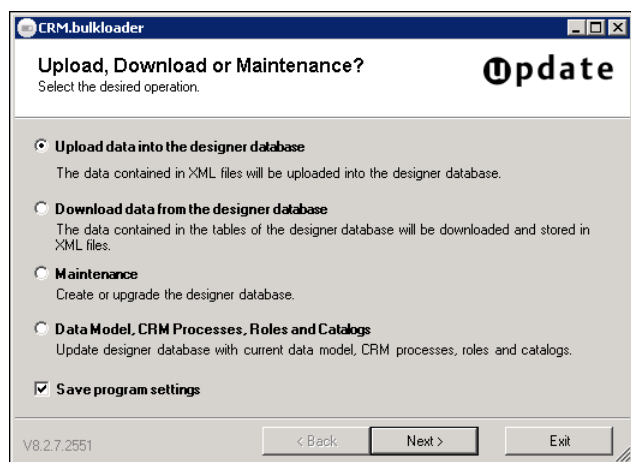 CRM.bulkloader
Upload, Download or Maintenance?
Select the desired operation.
update
Upload data into the designer database
The data contained in XML files will be uploaded into the designer database.
Download data from the designer database
The data contained in the tables of the designer database will be downloaded and stored in
XML files.
Maintenance
Create or upgrade the designer database.
Data Model, CRM Processes, Roles and Catalogs
Update designer database with current data model, CRM processes, roles and catalogs.
Save program settings
V8.2.7.2551
< Back
Next >
Exit